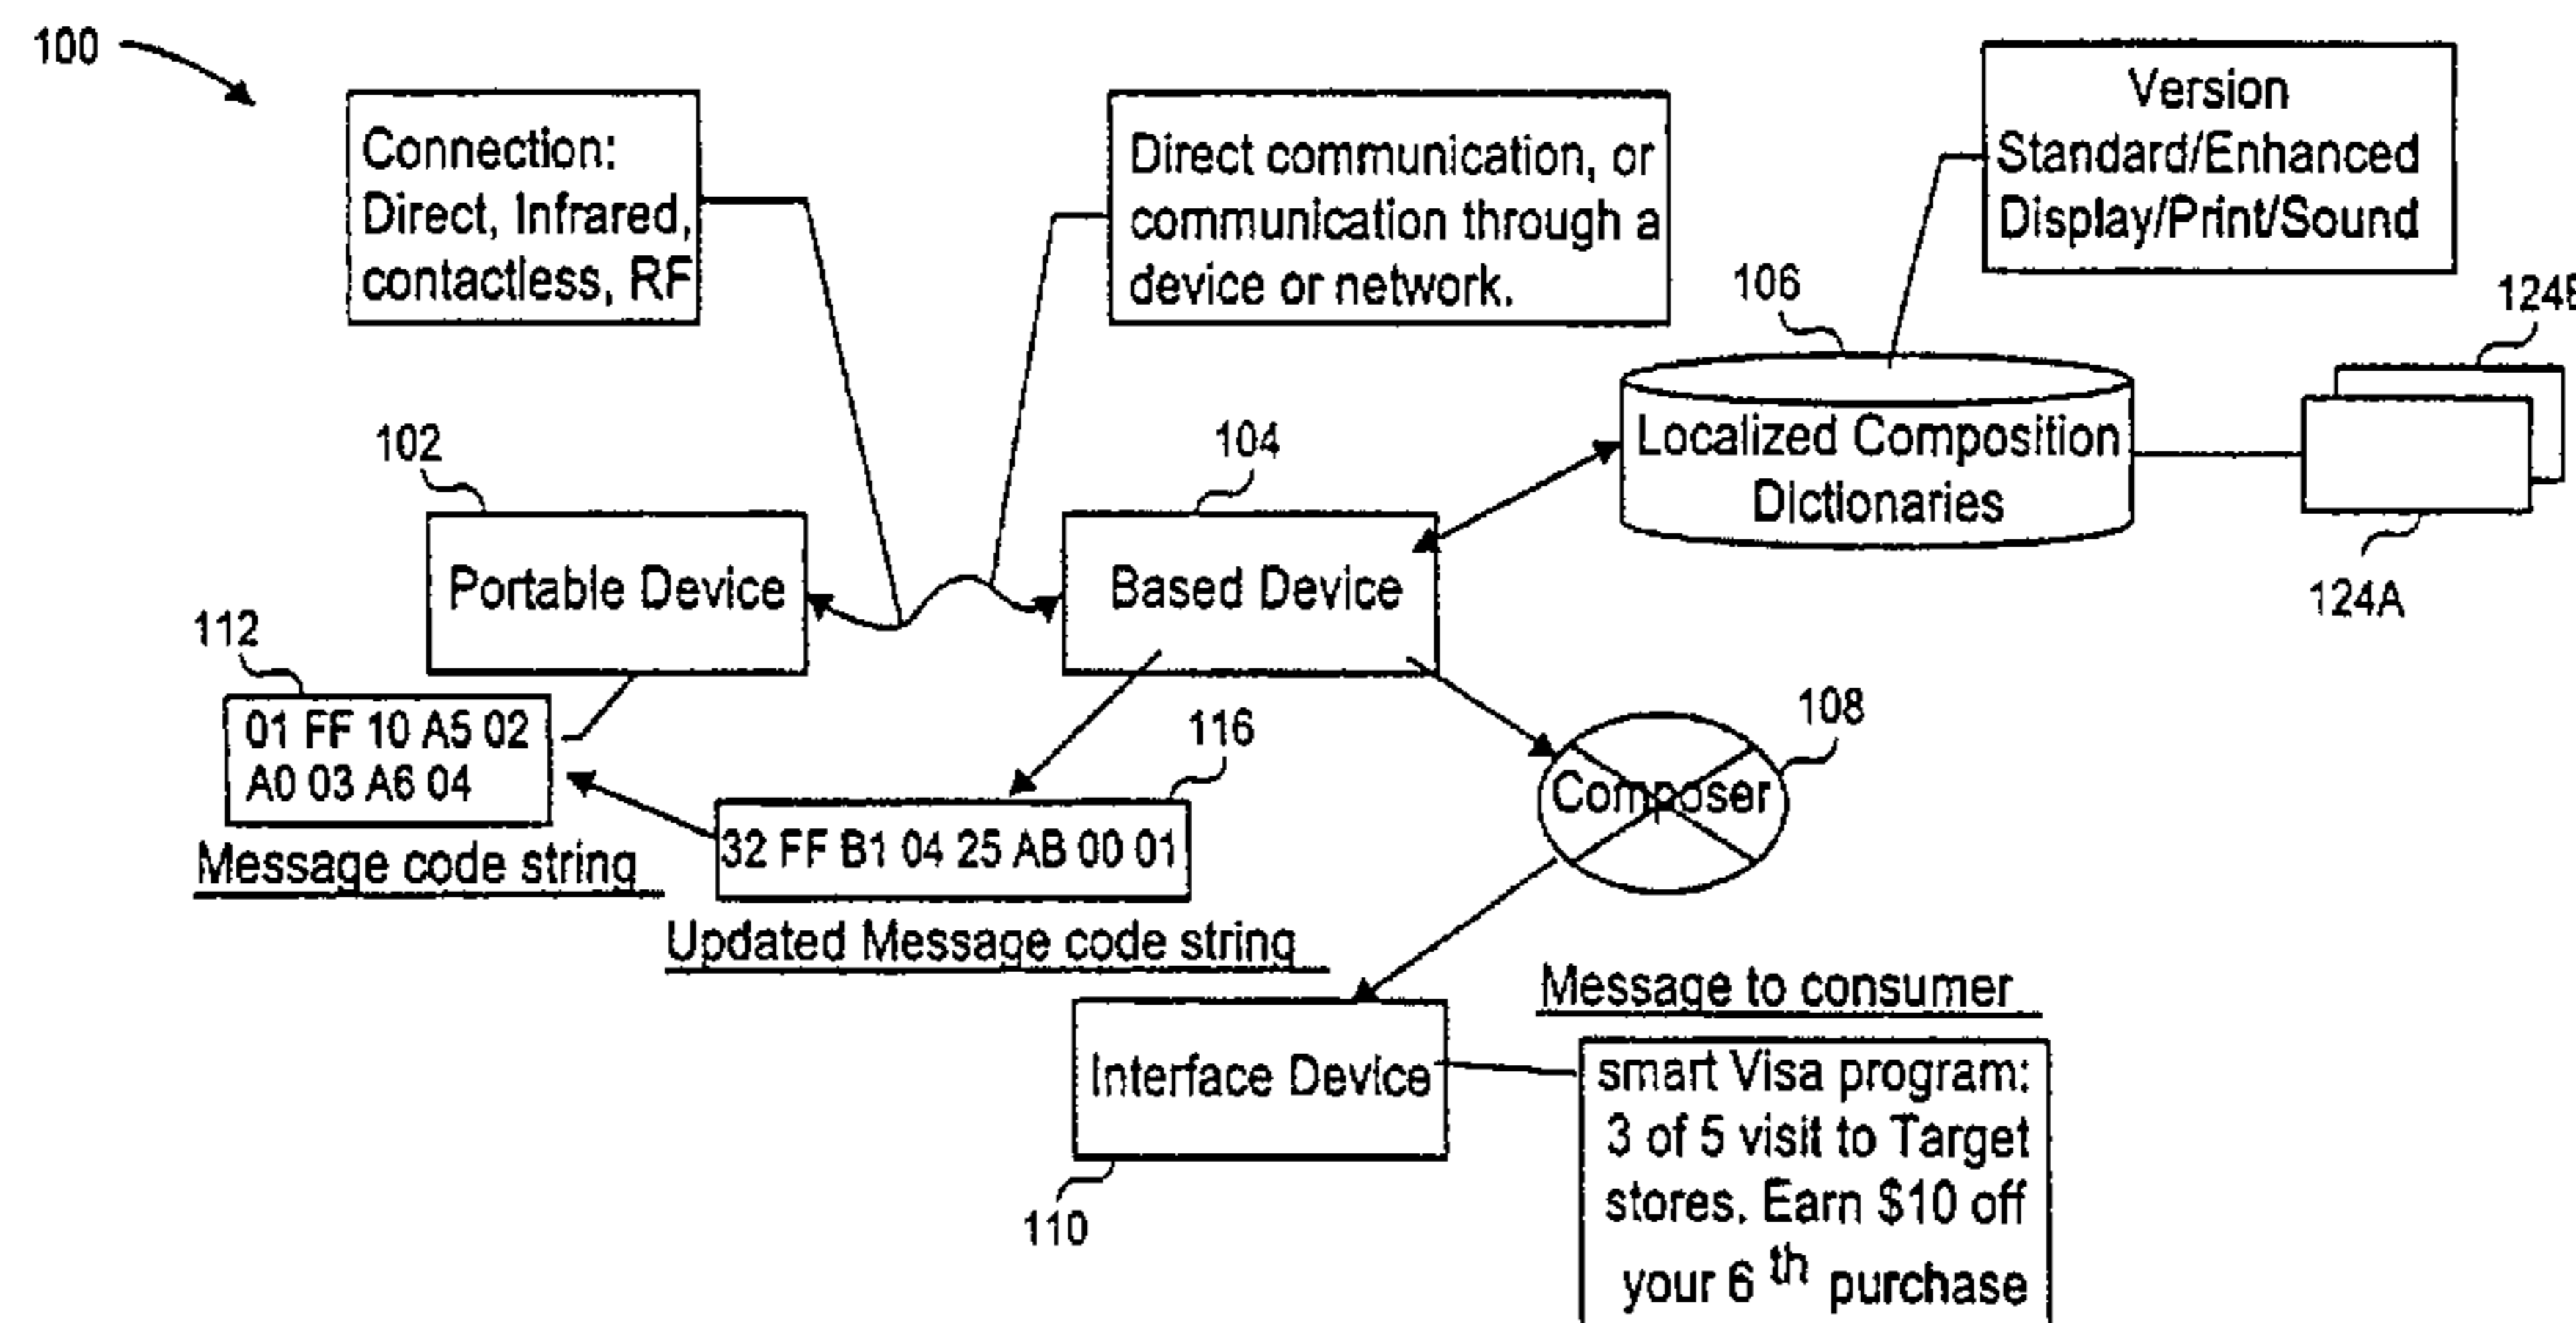 100
Connection:
Direct, Infrared,
contactless, RF
Direct communication, or
communication through a
device or network.
Version
Standard/Enhanced
Display/Print/Sound
106
124B
Localized Composition
Dictionaries
124A
102
Portable Device
104
Based Device
112
01 FF 10 A5 02
A0 03 A6 04
Message code string
116
32 FF B1 04 25 AB 00 01
Updated Message code string
108
Composer
Interface Device
110
Message to consumer
smart Visa program:
3 of 5 visit to Target
stores. Earn $10 off
your 6 th purchase